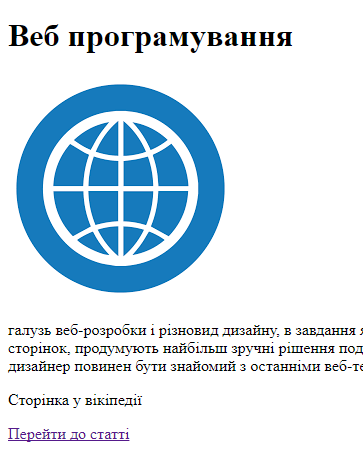 Веб програмування
галузь веб-розробки і різновид дизайну, в завдання
сторінок, продумують найбільш зручні рішення под
дизайнер повинен бути знайомий з останніми веб-те
Сторінка у вікіпедії
Перейти до статті